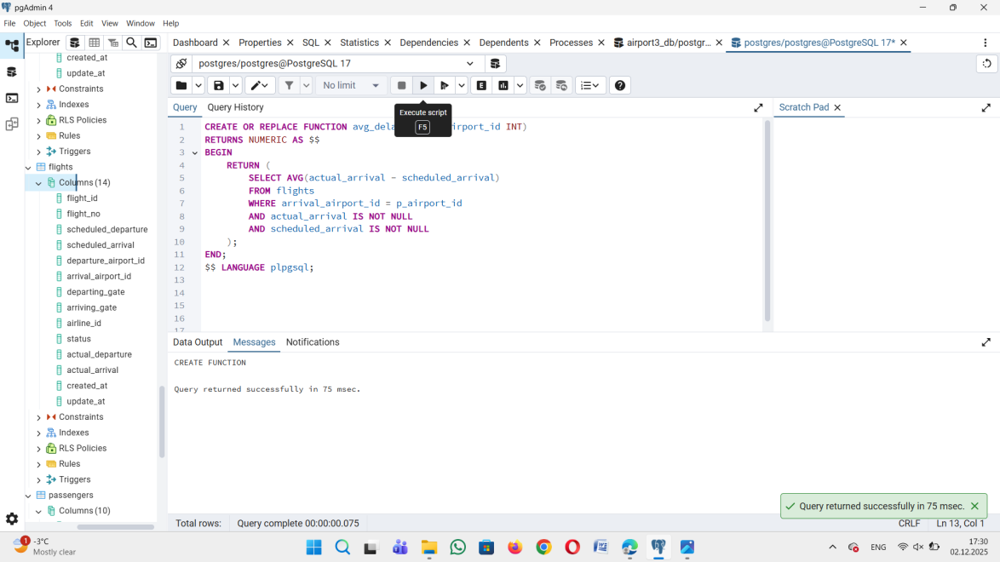 pgAdmin 4
File Object Tools Edit View Window Help
Explorer
Dashboard Properties SQL Statistics Dependencies Dependents Processes airport3_db/postgr... postgres/postgres@PostgreSQL 17*
created_at
update_at
Constraints
Indexes
RLS Policies
Rules
Triggers
flights
Columns (14)
flight_id
flight_no
scheduled_departure
scheduled_arrival
departure_airport_id
arrival_airport_id
departing_gate
arriving_gate
airline_id
status
actual_departure
actual_arrival
created_at
update_at
Constraints
Indexes
RLS Policies
Rules
Triggers
passengers
Columns (10)
postgres/postgres@PostgreSQL 17
No limit
E
Query Query History
Execute script
F5
Scratch Pad
1 CREATE OR REPLACE FUNCTION avg_dela irport_id INT)
2 RETURNS NUMERIC AS $$
3 BEGIN
4 RETURN (
5 SELECT AVG(actual_arrival - scheduled_arrival)
6 FROM flights
7 WHERE arrival_airport_id = p_airport_id
8 AND actual_arrival IS NOT NULL
9 AND scheduled_arrival IS NOT NULL
10 );
11 END;
12 $$ LANGUAGE plpgsql;
13
14
15
16
17
Data Output Messages Notifications
CREATE FUNCTION
Query returned successfully in 75 msec.
Query returned successfully in 75 msec.
Total rows: Query complete 00:00:00.075 CRLF Ln 13, Col 1
1
-3°C
Mostly clear
ENG
17:30
02.12.2025